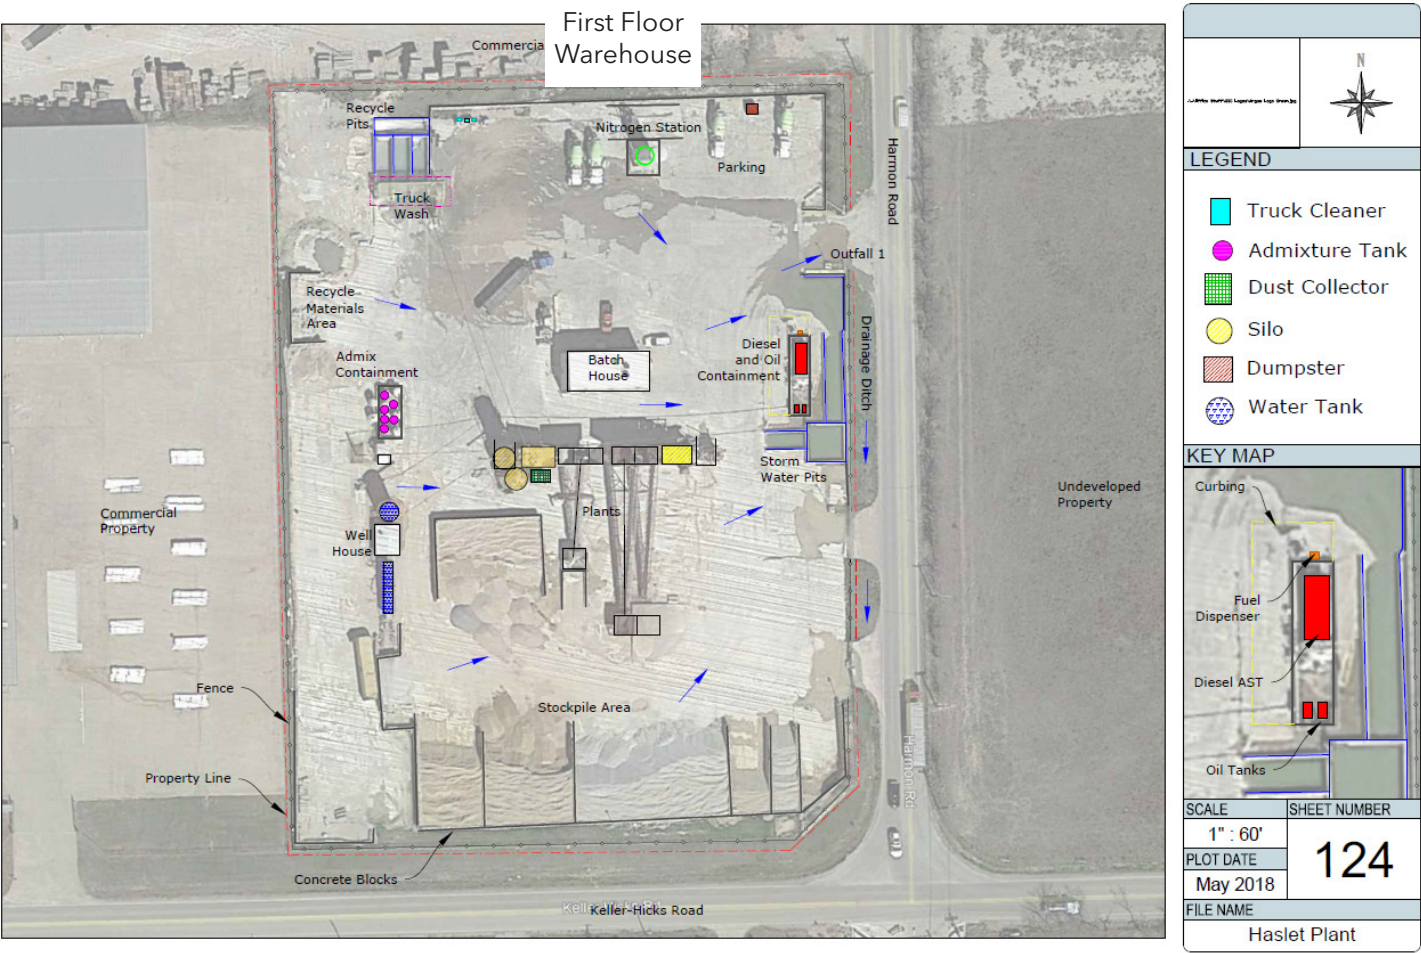 First Floor
Warehouse
Commercia
Recycle
Pits
Nitrogen Station
Parking
Truck
Wash
Harmon Road
Outfall 1
Recycle
Materials
Area
Admix
Containment
Batch
House
Diesel
and Oil
Containment
Drainage Ditch
Storm
Water Pits
Commercial
Property
Undeveloped
Property
Plants
Well
House
Fence
Stockpile Area
Property Line
Harmon Rd
Concrete Blocks
Keller-Hicks Road
N
LEGEND
Truck Cleaner
Admixture Tank
Dust Collector
Silo
Dumpster
Water Tank
KEY MAP
Curbing
Fuel
Dispenser
Diesel AST
Oil Tanks
SCALE
SHEET NUMBER
1" : 60'
124
PLOT DATE
May 2018
FILE NAME
Haslet Plant